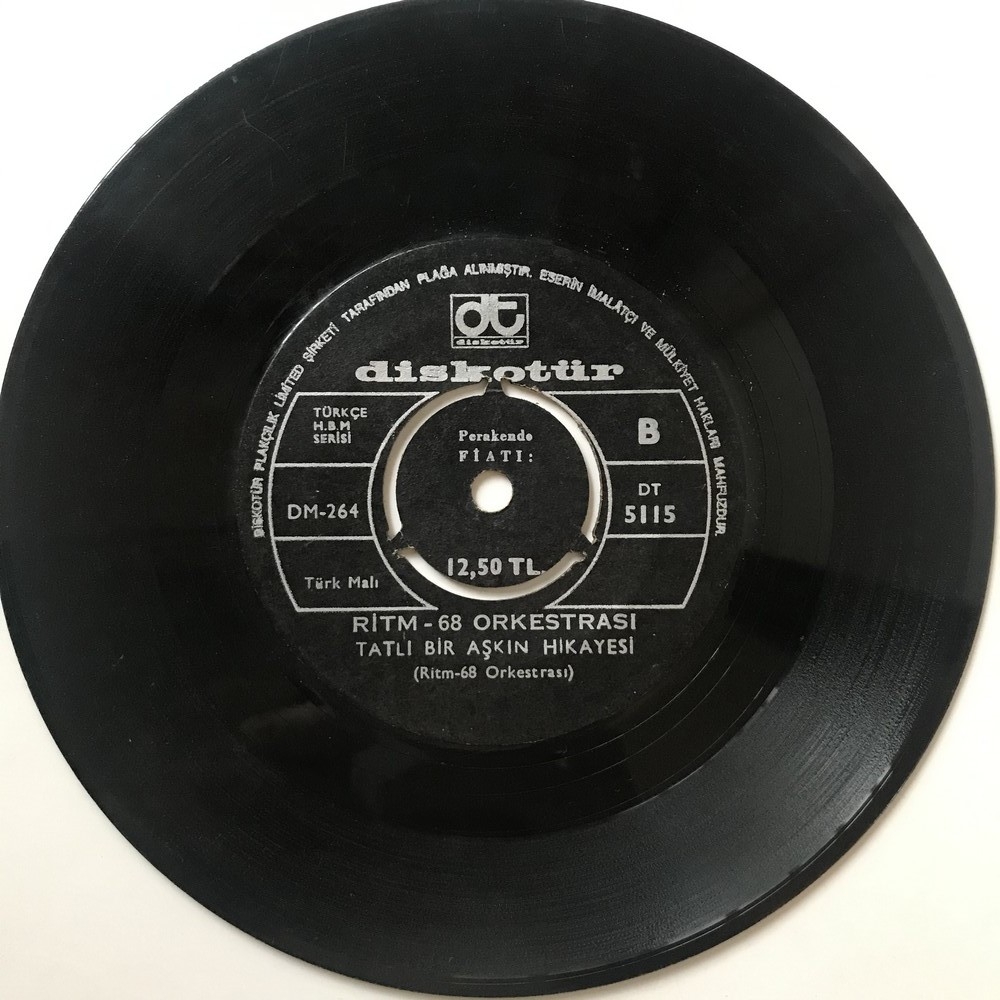 DİSKOTÜR PLAKÇILIK LİMİTED ŞİRKETİ TARAFINDAN PLAĞA ALINMIŞTIR. ESERİN İMALATÇI VE MÜLKİYET HAKLARI MAHFUZDUR.
dt
diskotür
diskotür
TÜRKÇE
H.B.M
SERİSİ
Perakende
FİATI:
B
DM-264
DT
5115
Türk Malı
12,50 TL.
RİTM - 68 ORKESTRASI
TATLI BİR AŞKIN HİKAYESİ
(Ritm-68 Orkestrası)